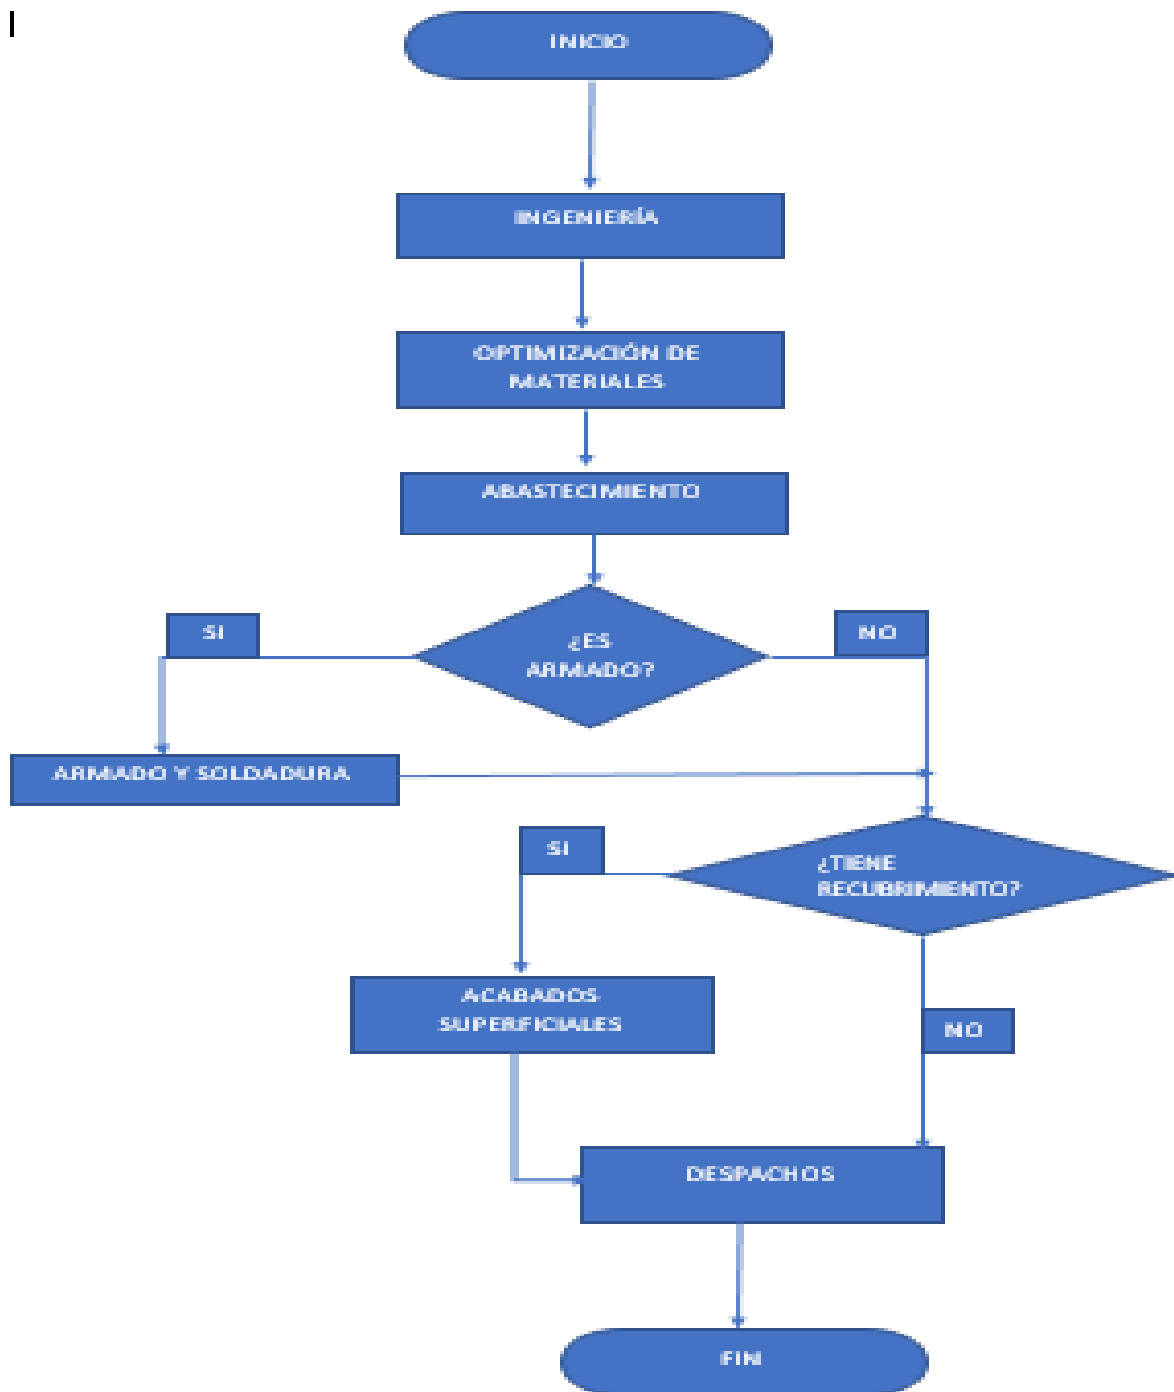 INICIO
INGENIERÍA
OPTIMIZACIÓN DE
MATERIALES
ABASTECIMIENTO
SI
¿ES
ARMADO?
NO
ARMADO Y SOLDADURA
SI
¿TIENE
RECUBRIMIENTO?
ACABADOS
SUPERFICIALES
NO
DESPACHOS
FIN